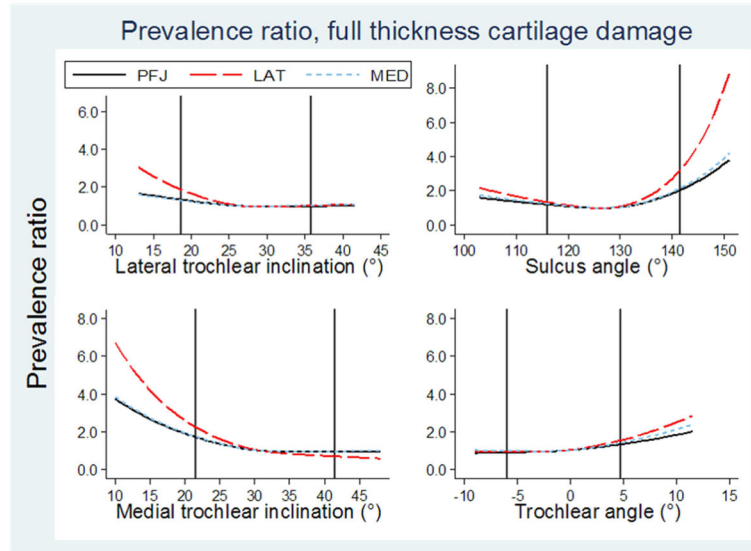 Prevalence ratio, full thickness cartilage damage
PFJ LAT MED
6.0
4.0
2.0
0.0
10 15 20 25 30 35 40 45
Lateral trochlear inclination (°)
8.0
6.0
4.0
2.0
0.0
100 110 120 130 140 150
Sulcus angle (°)
Prevalence ratio
8.0
6.0
4.0
2.0
0.0
10 15 20 25 30 35 40 45
Medial trochlear inclination (°)
8.0
6.0
4.0
2.0
0.0
-10 -5 0 5 10 15
Trochlear angle (°)